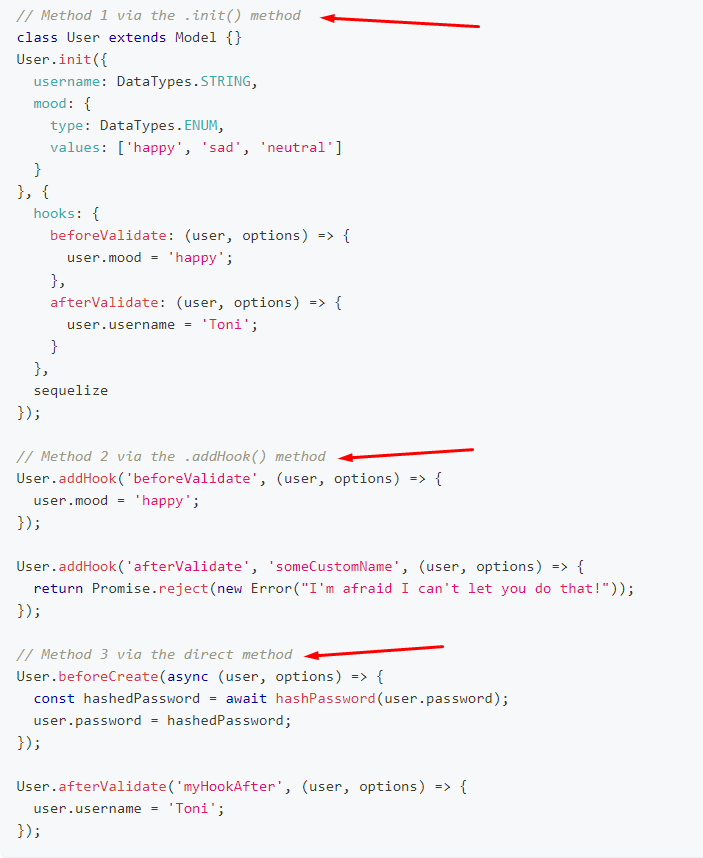 // Method 1 via the .init() method
class User extends Model {}
User.init({
  username: DataTypes.STRING,
  mood: {
    type: DataTypes.ENUM,
    values: ['happy', 'sad', 'neutral']
  }
}, {
  hooks: {
    beforeValidate: (user, options) => {
      user.mood = 'happy';
    },
    afterValidate: (user, options) => {
      user.username = 'Toni';
    }
  },
  sequelize
});

// Method 2 via the .addHook() method
User.addHook('beforeValidate', (user, options) => {
  user.mood = 'happy';
});

User.addHook('afterValidate', 'someCustomName', (user, options) => {
  return Promise.reject(new Error("I'm afraid I can't let you do that!"));
});

// Method 3 via the direct method
User.beforeCreate(async (user, options) => {
  const hashedPassword = await hashPassword(user.password);
  user.password = hashedPassword;
});

User.afterValidate('myHookAfter', (user, options) => {
  user.username = 'Toni';
});